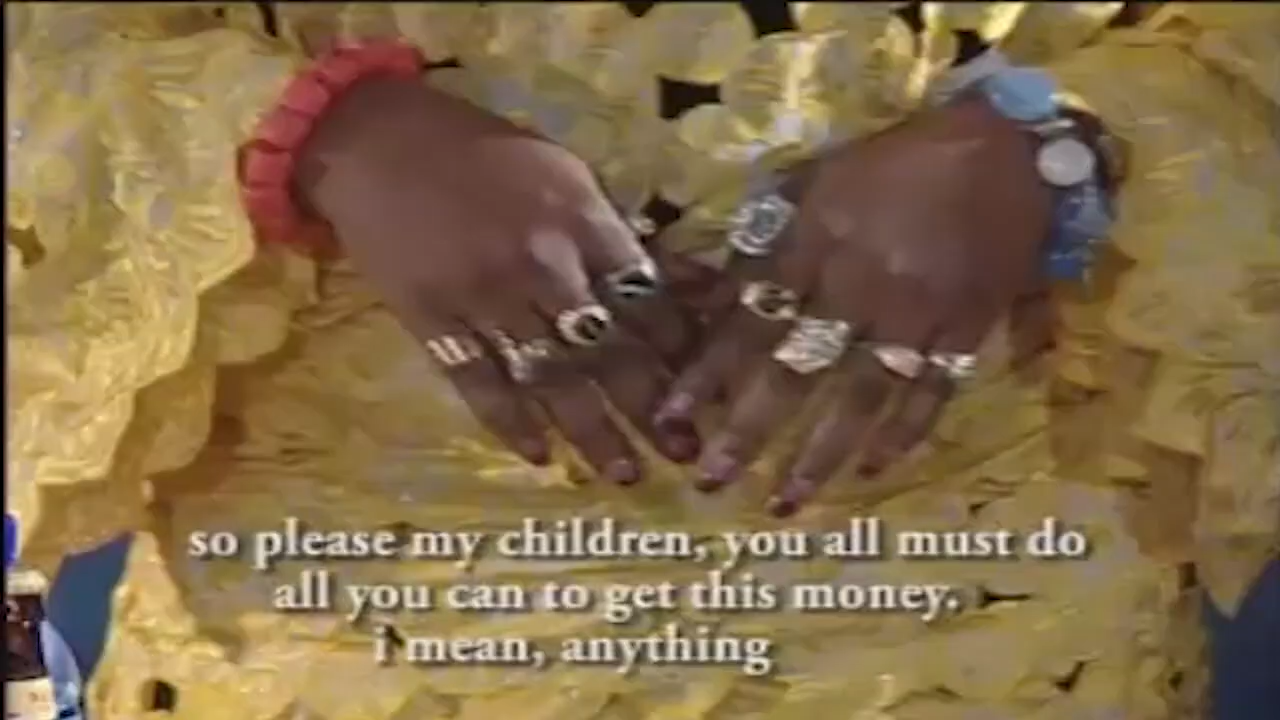 so please my children, you all must do
all you can to get this money.
i mean, anything